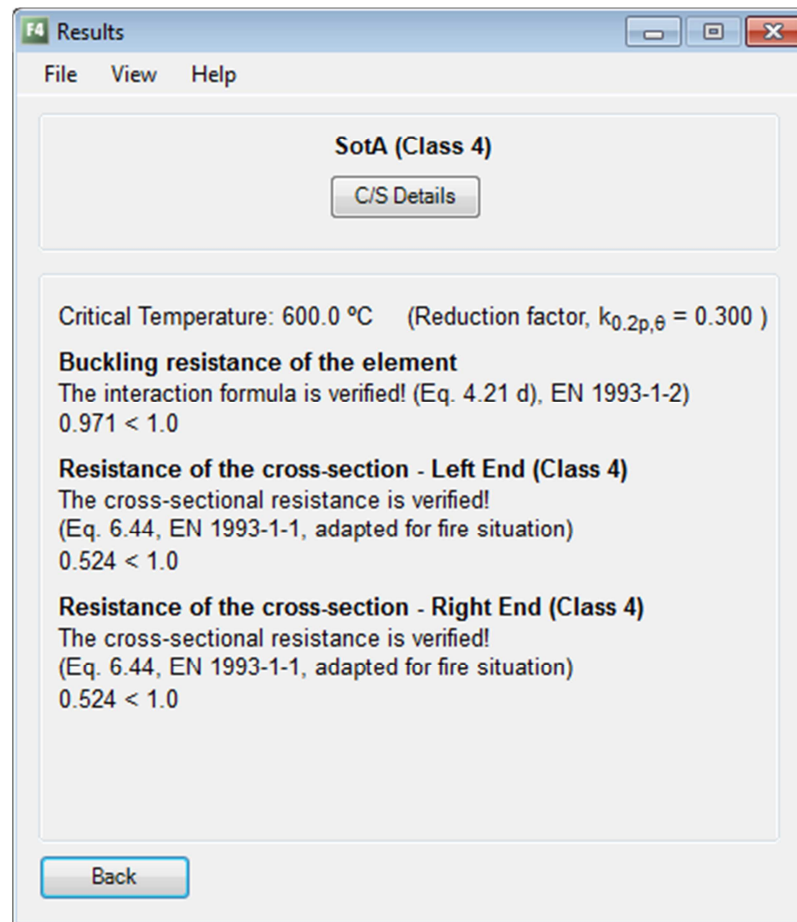 F4 Results
File View Help
SotA (Class 4)
C/S Details
Critical Temperature: 600.0 ºC (Reduction factor, k0.2p,θ = 0.300 )
Buckling resistance of the element
The interaction formula is verified! (Eq. 4.21 d), EN 1993-1-2)
0.971 < 1.0
Resistance of the cross-section - Left End (Class 4)
The cross-sectional resistance is verified!
(Eq. 6.44, EN 1993-1-1, adapted for fire situation)
0.524 < 1.0
Resistance of the cross-section - Right End (Class 4)
The cross-sectional resistance is verified!
(Eq. 6.44, EN 1993-1-1, adapted for fire situation)
0.524 < 1.0
Back